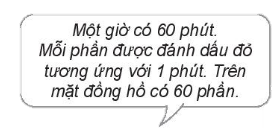 Một giờ có 60 phút.
Mỗi phần được đánh dấu đỏ
tương ứng với 1 phút. Trên
mặt đồng hồ có 60 phần.